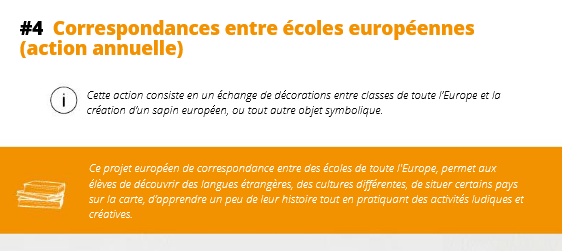 #4 Correspondances entre écoles européennes
(action annuelle)
i
Cette action consiste en un échange de décorations entre classes de toute l'Europe et la
création d'un sapin européen, ou tout autre objet symbolique.
Ce projet européen de correspondance entre des écoles de toute l'Europe, permet aux
élèves de découvrir des langues étrangères, des cultures différentes, de situer certains pays
sur la carte, d'apprendre un peu de leur histoire tout en pratiquant des activités ludiques et
créatives.